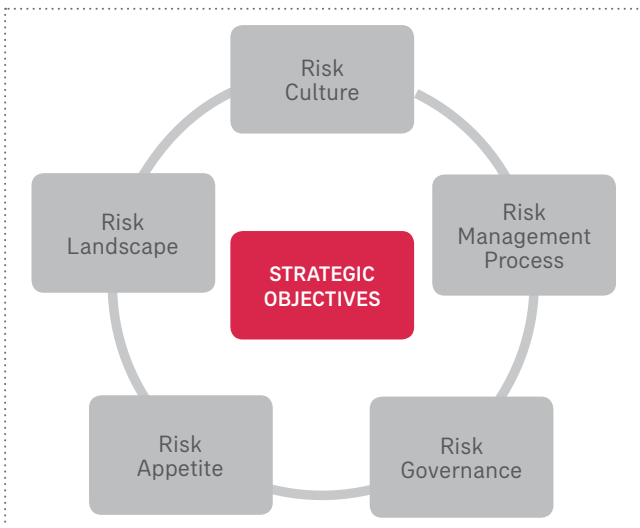 Risk
Culture
Risk
Landscape
Risk
Management
Process
STRATEGIC
OBJECTIVES
Risk
Appetite
Risk
Governance